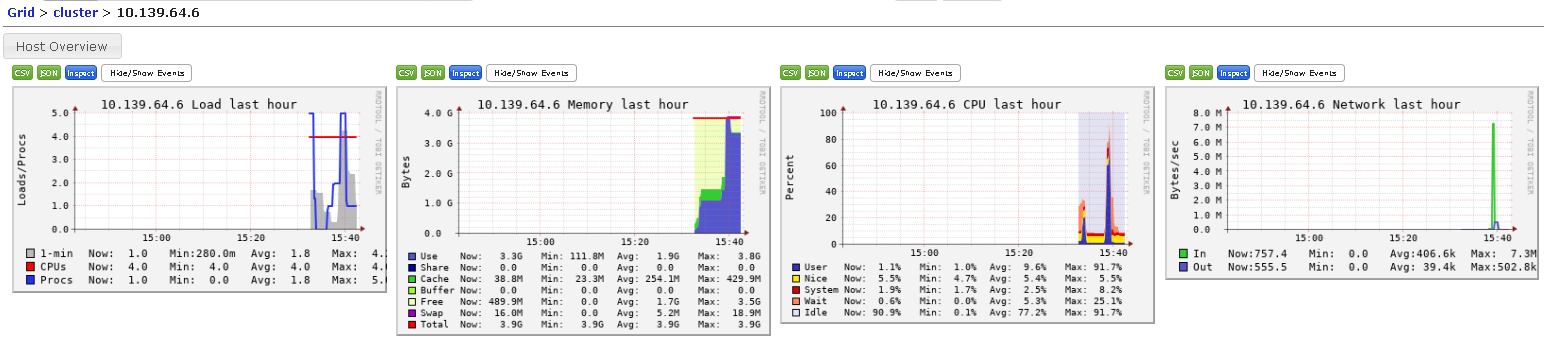 Grid > cluster > 10.139.64.6
Host Overview
CSV JSON Inspect Hide/Show Events
10.139.64.6 Load last hour
RRDTOOL / TOBI OETIKER
Loads/Procs
5.0
4.0
3.0
2.0
1.0
0.0
15:00 15:20 15:40
1-min Now: 1.0 Min:280.0m Avg: 1.8 Max: 4.
CPUs Now: 4.0 Min: 4.0 Avg: 4.0 Max: 4.
Procs Now: 1.0 Min: 0.0 Avg: 1.8 Max: 5.
CSV JSON Inspect Hide/Show Events
10.139.64.6 Memory last hour
RRDTOOL / TOBI OETIKER
Bytes
4.0 G
3.0 G
2.0 G
1.0 G
0.0
15:00 15:20 15:40
Use Now: 3.3G Min: 111.8M Avg: 1.9G Max: 3.8G
Share Now: 0.0 Min: 0.0 Avg: 0.0 Max: 0.0
Cache Now: 38.8M Min: 23.3M Avg: 254.1M Max: 429.9M
Buffer Now: 0.0 Min: 0.0 Avg: 0.0 Max: 0.0
Free Now: 489.9M Min: 0.0 Avg: 1.7G Max: 3.5G
Swap Now: 16.0M Min: 0.0 Avg: 5.2M Max: 18.9M
Total Now: 3.9G Min: 3.9G Avg: 3.9G Max: 3.9G
CSV JSON Inspect Hide/Show Events
10.139.64.6 CPU last hour
RRDTOOL / TOBI OETIKER
Percent
100
80
60
40
20
0
15:00 15:20 15:40
User Now: 1.1% Min: 1.0% Avg: 9.6% Max: 91.7%
Nice Now: 5.5% Min: 4.7% Avg: 5.4% Max: 5.5%
System Now: 1.9% Min: 1.7% Avg: 2.5% Max: 8.2%
Wait Now: 0.6% Min: 0.0% Avg: 5.3% Max: 25.1%
Idle Now: 90.9% Min: 0.1% Avg: 77.2% Max: 91.7%
CSV JSON Inspect Hide/Show Events
10.139.64.6 Network last hour
RRDTOOL / TOBI OETIKER
Bytes/sec
8.0 M
7.0 M
6.0 M
5.0 M
4.0 M
3.0 M
2.0 M
1.0 M
0.0
15:00 15:20 15:40
In Now:757.4 Min: 0.0 Avg:406.6k Max: 7.3M
Out Now:555.5 Min: 0.0 Avg: 39.4k Max:502.8k